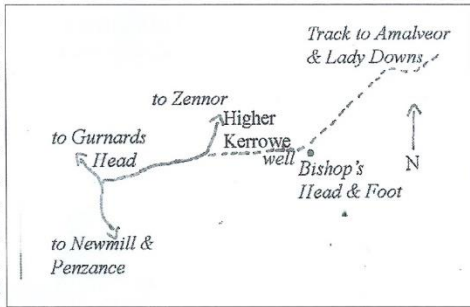 Track to Amalveor
& Lady Downs
to Zennor
Higher
Kerrowe
to Gurnards
Head
well
Bishop's
Head & Foot
N
to Newmill &
Penzance